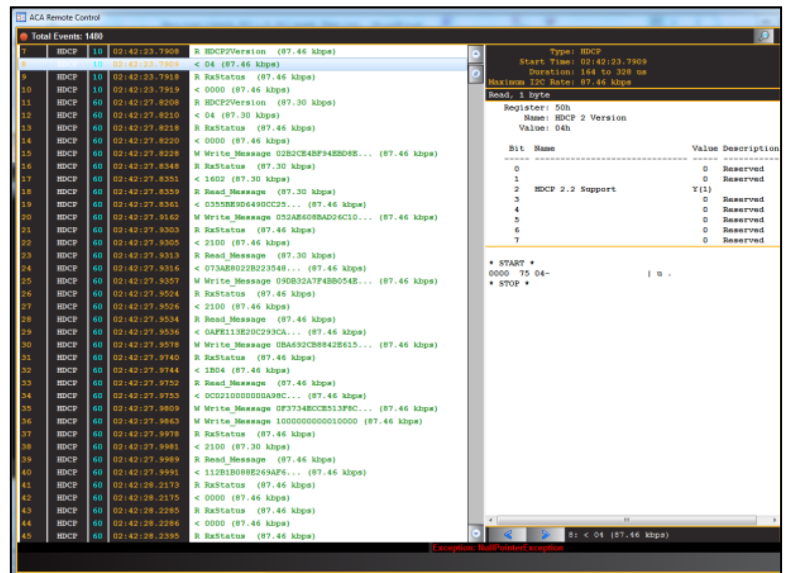 ACA Remote Control
Total Events: 1480
7 HDCP 10 02:42:23.7908 R HDCP2Version (87.46 kbps)
8 HDCP 10 02:42:23.7909 < 04 (87.46 kbps)
9 HDCP 10 02:42:23.7918 R RxStatus (87.46 kbps)
10 HDCP 10 02:42:23.7919 < 0000 (87.46 kbps)
11 HDCP 60 02:42:27.8208 R HDCP2Version (87.30 kbps)
12 HDCP 60 02:42:27.8210 < 04 (87.30 kbps)
13 HDCP 60 02:42:27.8218 R RxStatus (87.46 kbps)
14 HDCP 60 02:42:27.8220 < 0000 (87.46 kbps)
15 HDCP 60 02:42:27.8228 W Write_Message 02B2CE4BF94EBD8E... (87.46 kbps)
16 HDCP 60 02:42:27.8348 R RxStatus (87.30 kbps)
17 HDCP 60 02:42:27.8351 < 1602 (87.30 kbps)
18 HDCP 60 02:42:27.8359 R Read_Message (87.30 kbps)
19 HDCP 60 02:42:27.8361 < 0355BE9D6490CC25... (87.46 kbps)
20 HDCP 60 02:42:27.9162 W Write_Message 052AE608BAD26C10... (87.46 kbps)
21 HDCP 60 02:42:27.9303 R RxStatus (87.46 kbps)
22 HDCP 60 02:42:27.9305 < 2100 (87.46 kbps)
23 HDCP 60 02:42:27.9313 R Read_Message (87.30 kbps)
24 HDCP 60 02:42:27.9316 < 073AE8022B223548... (87.46 kbps)
25 HDCP 60 02:42:27.9357 W Write_Message 09DB32A7F4BB054E... (87.46 kbps)
26 HDCP 60 02:42:27.9524 R RxStatus (87.46 kbps)
27 HDCP 60 02:42:27.9526 < 2100 (87.46 kbps)
28 HDCP 60 02:42:27.9534 R Read_Message (87.46 kbps)
29 HDCP 60 02:42:27.9536 < 0AFE113E20C293CA... (87.46 kbps)
30 HDCP 60 02:42:27.9578 W Write_Message 0BA692CB8842E615... (87.46 kbps)
31 HDCP 60 02:42:27.9740 R RxStatus (87.46 kbps)
32 HDCP 60 02:42:27.9744 < 1B04 (87.46 kbps)
33 HDCP 60 02:42:27.9752 R Read_Message (87.46 kbps)
34 HDCP 60 02:42:27.9753 < 0CD210000000A98C... (87.46 kbps)
35 HDCP 60 02:42:27.9809 W Write_Message 0F3734ECCE513F8C... (87.46 kbps)
36 HDCP 60 02:42:27.9863 W Write_Message 1000000000010000 (87.46 kbps)
37 HDCP 60 02:42:27.9978 R RxStatus (87.46 kbps)
38 HDCP 60 02:42:27.9981 < 2100 (87.30 kbps)
39 HDCP 60 02:42:27.9989 R Read_Message (87.46 kbps)
40 HDCP 60 02:42:27.9991 < 112B1B088E269AF6... (87.46 kbps)
41 HDCP 60 02:42:28.2173 R RxStatus (87.46 kbps)
42 HDCP 60 02:42:28.2175 < 0000 (87.46 kbps)
43 HDCP 60 02:42:28.2285 R RxStatus (87.46 kbps)
44 HDCP 60 02:42:28.2286 < 0000 (87.46 kbps)
45 HDCP 60 02:42:28.2395 R RxStatus (87.46 kbps)
Type: HDCP
Start Time: 02:42:23.7909
Duration: 164 to 328 us
Maximum I2C Rate: 87.46 kbps
Read, 1 byte
Register: 50h
Name: HDCP 2 Version
Value: 04h
Bit Name Value Description
0 0 Reserved
1 0 Reserved
2 HDCP 2.2 Support Y(1)
3 0 Reserved
4 0 Reserved
5 0 Reserved
6 0 Reserved
7 0 Reserved
* START *
0000 75 04- | u .
* STOP *
8: < 04 (87.46 kbps)
Exception: NullPointerException